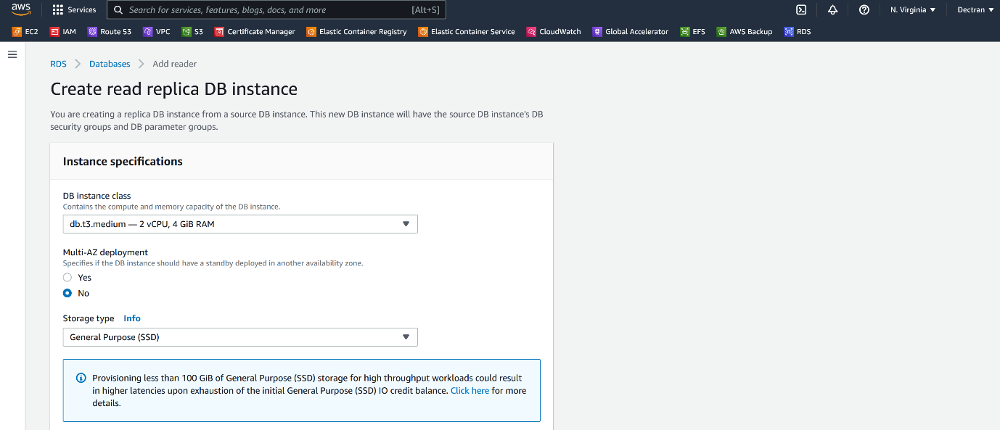 aws
Services
Search for services, features, blogs, docs, and more
[Alt+S]
N. Virginia
Dectran
EC2
IAM
Route 53
VPC
S3
Certificate Manager
Elastic Container Registry
Elastic Container Service
CloudWatch
Global Accelerator
EFS
AWS Backup
RDS
RDS
Databases
Add reader
Create read replica DB instance
You are creating a replica DB instance from a source DB instance. This new DB instance will have the source DB instance's DB
security groups and DB parameter groups.
Instance specifications
DB instance class
Contains the compute and memory capacity of the DB instance.
db.t3.medium — 2 vCPU, 4 GiB RAM
Multi-AZ deployment
Specifies if the DB instance should have a standby deployed in another availability zone.
Yes
No
Storage type Info
General Purpose (SSD)
Provisioning less than 100 GiB of General Purpose (SSD) storage for high throughput workloads could result
in higher latencies upon exhaustion of the initial General Purpose (SSD) IO credit balance. Click here for more
details.